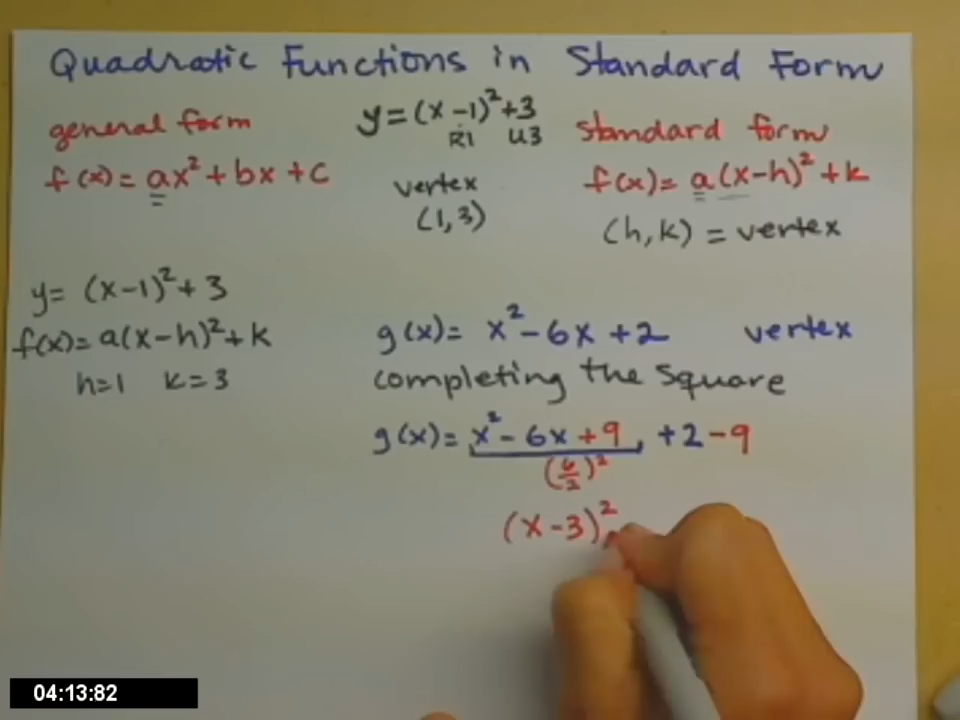 Quadratic Functions in Standard Form
general form
f(x) = ax² + bx + c
y = (x - 1)² + 3
R1 U3
vertex
(1, 3)
standard form
f(x) = a(x-h)² + k
(h, k) = vertex
y = (x-1)² + 3
f(x) = a(x-h)² + k
h=1 k=3
g(x) = x² - 6x + 2 vertex
completing the square
g(x) = x² - 6x + 9 + 2 - 9
(6/2)²
(x - 3)²
04:13:82